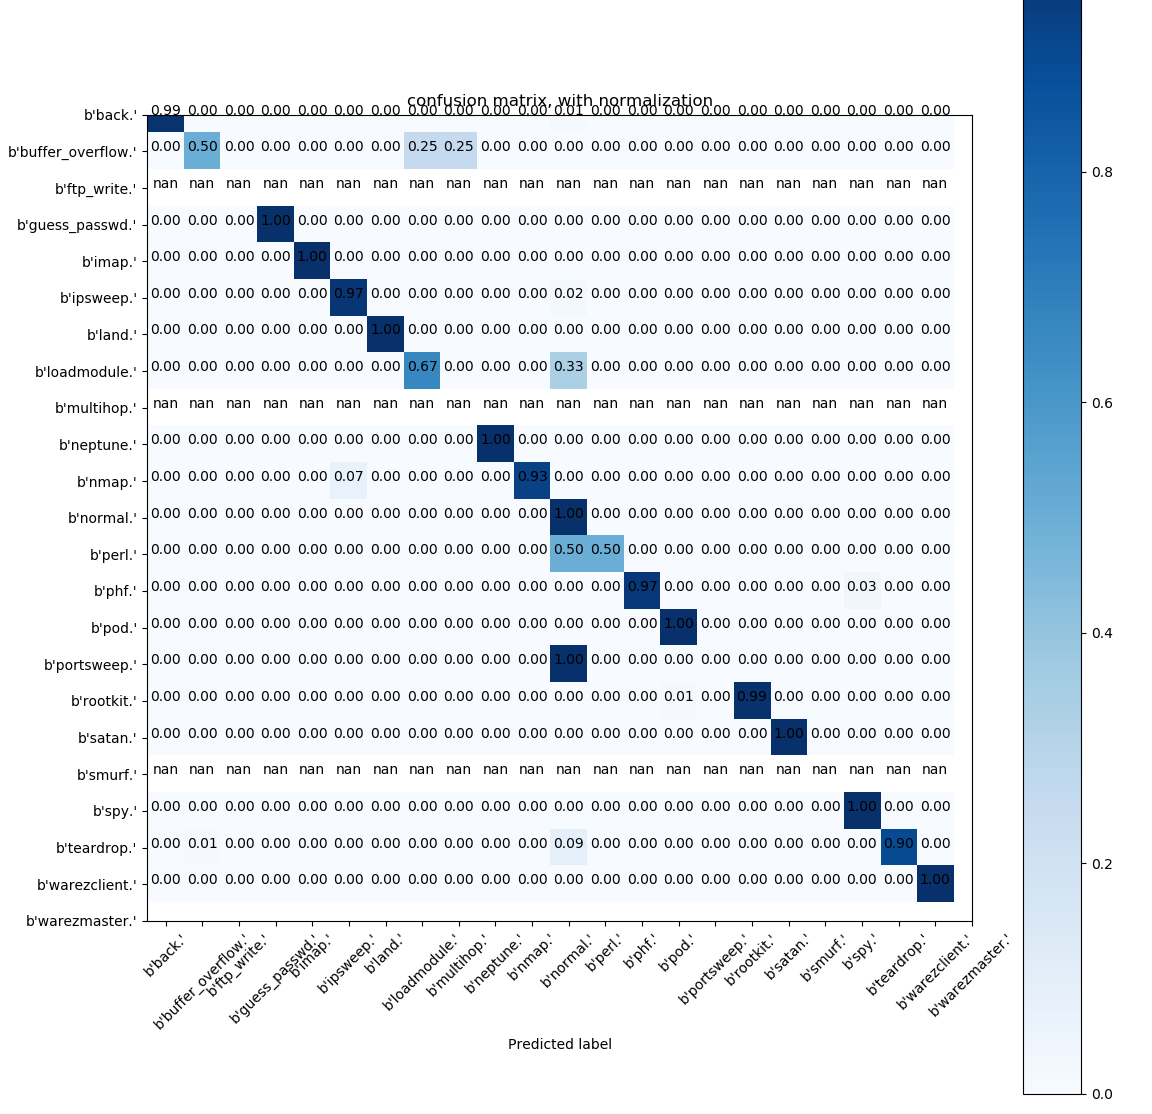 confusion matrix, with normalization
b'back.' 0.99 0.00 0.00 0.00 0.00 0.00 0.00 0.00 0.00 0.00 0.00 0.01 0.00 0.00 0.00 0.00 0.00 0.00 0.00 0.00 0.00 0.00
b'buffer_overflow.' 0.00 0.50 0.00 0.00 0.00 0.00 0.00 0.25 0.25 0.00 0.00 0.00 0.00 0.00 0.00 0.00 0.00 0.00 0.00 0.00 0.00 0.00
b'ftp_write.' nan nan nan nan nan nan nan nan nan nan nan nan nan nan nan nan nan nan nan nan nan nan
b'guess_passwd.' 0.00 0.00 0.00 1.00 0.00 0.00 0.00 0.00 0.00 0.00 0.00 0.00 0.00 0.00 0.00 0.00 0.00 0.00 0.00 0.00 0.00 0.00
b'imap.' 0.00 0.00 0.00 0.00 1.00 0.00 0.00 0.00 0.00 0.00 0.00 0.00 0.00 0.00 0.00 0.00 0.00 0.00 0.00 0.00 0.00 0.00
b'ipsweep.' 0.00 0.00 0.00 0.00 0.00 0.97 0.00 0.00 0.00 0.00 0.00 0.02 0.00 0.00 0.00 0.00 0.00 0.00 0.00 0.00 0.00 0.00
b'land.' 0.00 0.00 0.00 0.00 0.00 0.00 1.00 0.00 0.00 0.00 0.00 0.00 0.00 0.00 0.00 0.00 0.00 0.00 0.00 0.00 0.00 0.00
b'loadmodule.' 0.00 0.00 0.00 0.00 0.00 0.00 0.00 0.67 0.00 0.00 0.00 0.33 0.00 0.00 0.00 0.00 0.00 0.00 0.00 0.00 0.00 0.00
b'multihop.' nan nan nan nan nan nan nan nan nan nan nan nan nan nan nan nan nan nan nan nan nan nan
b'neptune.' 0.00 0.00 0.00 0.00 0.00 0.00 0.00 0.00 0.00 1.00 0.00 0.00 0.00 0.00 0.00 0.00 0.00 0.00 0.00 0.00 0.00 0.00
b'nmap.' 0.00 0.00 0.00 0.00 0.00 0.07 0.00 0.00 0.00 0.00 0.93 0.00 0.00 0.00 0.00 0.00 0.00 0.00 0.00 0.00 0.00 0.00
b'normal.' 0.00 0.00 0.00 0.00 0.00 0.00 0.00 0.00 0.00 0.00 0.00 1.00 0.00 0.00 0.00 0.00 0.00 0.00 0.00 0.00 0.00 0.00
b'perl.' 0.00 0.00 0.00 0.00 0.00 0.00 0.00 0.00 0.00 0.00 0.00 0.50 0.50 0.00 0.00 0.00 0.00 0.00 0.00 0.00 0.00 0.00
b'phf.' 0.00 0.00 0.00 0.00 0.00 0.00 0.00 0.00 0.00 0.00 0.00 0.00 0.00 0.97 0.00 0.00 0.00 0.00 0.00 0.03 0.00 0.00
b'pod.' 0.00 0.00 0.00 0.00 0.00 0.00 0.00 0.00 0.00 0.00 0.00 0.00 0.00 0.00 1.00 0.00 0.00 0.00 0.00 0.00 0.00 0.00
b'portsweep.' 0.00 0.00 0.00 0.00 0.00 0.00 0.00 0.00 0.00 0.00 0.00 1.00 0.00 0.00 0.00 0.00 0.00 0.00 0.00 0.00 0.00 0.00
b'rootkit.' 0.00 0.00 0.00 0.00 0.00 0.00 0.00 0.00 0.00 0.00 0.00 0.00 0.00 0.00 0.01 0.00 0.99 0.00 0.00 0.00 0.00 0.00
b'satan.' 0.00 0.00 0.00 0.00 0.00 0.00 0.00 0.00 0.00 0.00 0.00 0.00 0.00 0.00 0.00 0.00 0.00 1.00 0.00 0.00 0.00 0.00
b'smurf.' nan nan nan nan nan nan nan nan nan nan nan nan nan nan nan nan nan nan nan nan nan nan
b'spy.' 0.00 0.00 0.00 0.00 0.00 0.00 0.00 0.00 0.00 0.00 0.00 0.00 0.00 0.00 0.00 0.00 0.00 0.00 0.00 1.00 0.00 0.00
b'teardrop.' 0.00 0.01 0.00 0.00 0.00 0.00 0.00 0.00 0.00 0.00 0.00 0.09 0.00 0.00 0.00 0.00 0.00 0.00 0.00 0.00 0.90 0.00
b'warezclient.' 0.00 0.00 0.00 0.00 0.00 0.00 0.00 0.00 0.00 0.00 0.00 0.00 0.00 0.00 0.00 0.00 0.00 0.00 0.00 0.00 0.00 1.00
b'warezmaster.'
b'back.'
b'buffer_overflow.'
b'ftp_write.'
b'guess_passwd.'
b'imap.'
b'ipsweep.'
b'land.'
b'loadmodule.'
b'multihop.'
b'neptune.'
b'nmap.'
b'normal.'
b'perl.'
b'phf.'
b'pod.'
b'portsweep.'
b'rootkit.'
b'satan.'
b'smurf.'
b'spy.'
b'teardrop.'
b'warezclient.'
b'warezmaster.'
Predicted label
0.8
0.6
0.4
0.2
0.0